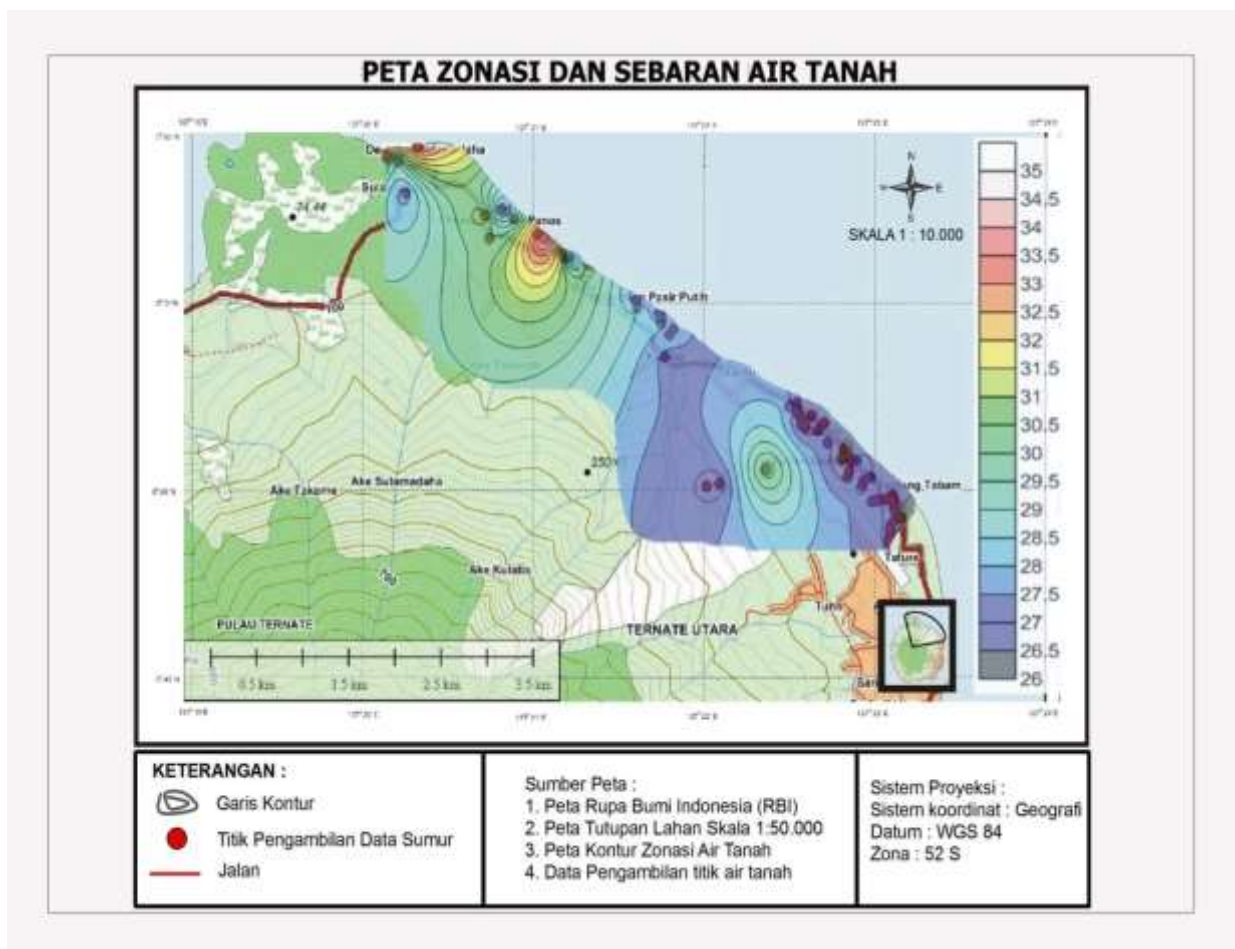 PETA ZONASI DAN SEBARAN AIR TANAH
N
E
S
SKALA 1 : 10.000
35
34.5
34
33.5
33
32.5
32
31.5
31
30.5
30
29.5
29
28.5
28
27.5
27
26.5
26
Panas
Pasir Putih
250
Ake Takome
Ake Sulamadaha
Ake Kulaba
700
PULAU TERNATE
TERNATE UTARA
0.5 km
1.5 km
2.5 km
3.5 km
KETERANGAN :
Garis Kontur
Titik Pengambilan Data Sumur
Jalan
Sumber Peta :
1. Peta Rupa Bumi Indonesia (RBI)
2. Peta Tutupan Lahan Skala 1:50.000
3. Peta Kontur Zonasi Air Tanah
4. Data Pengambilan titik air tanah
Sistem Proyeksi :
Sistem koordinat : Geografi
Datum : WGS 84
Zona : 52 S